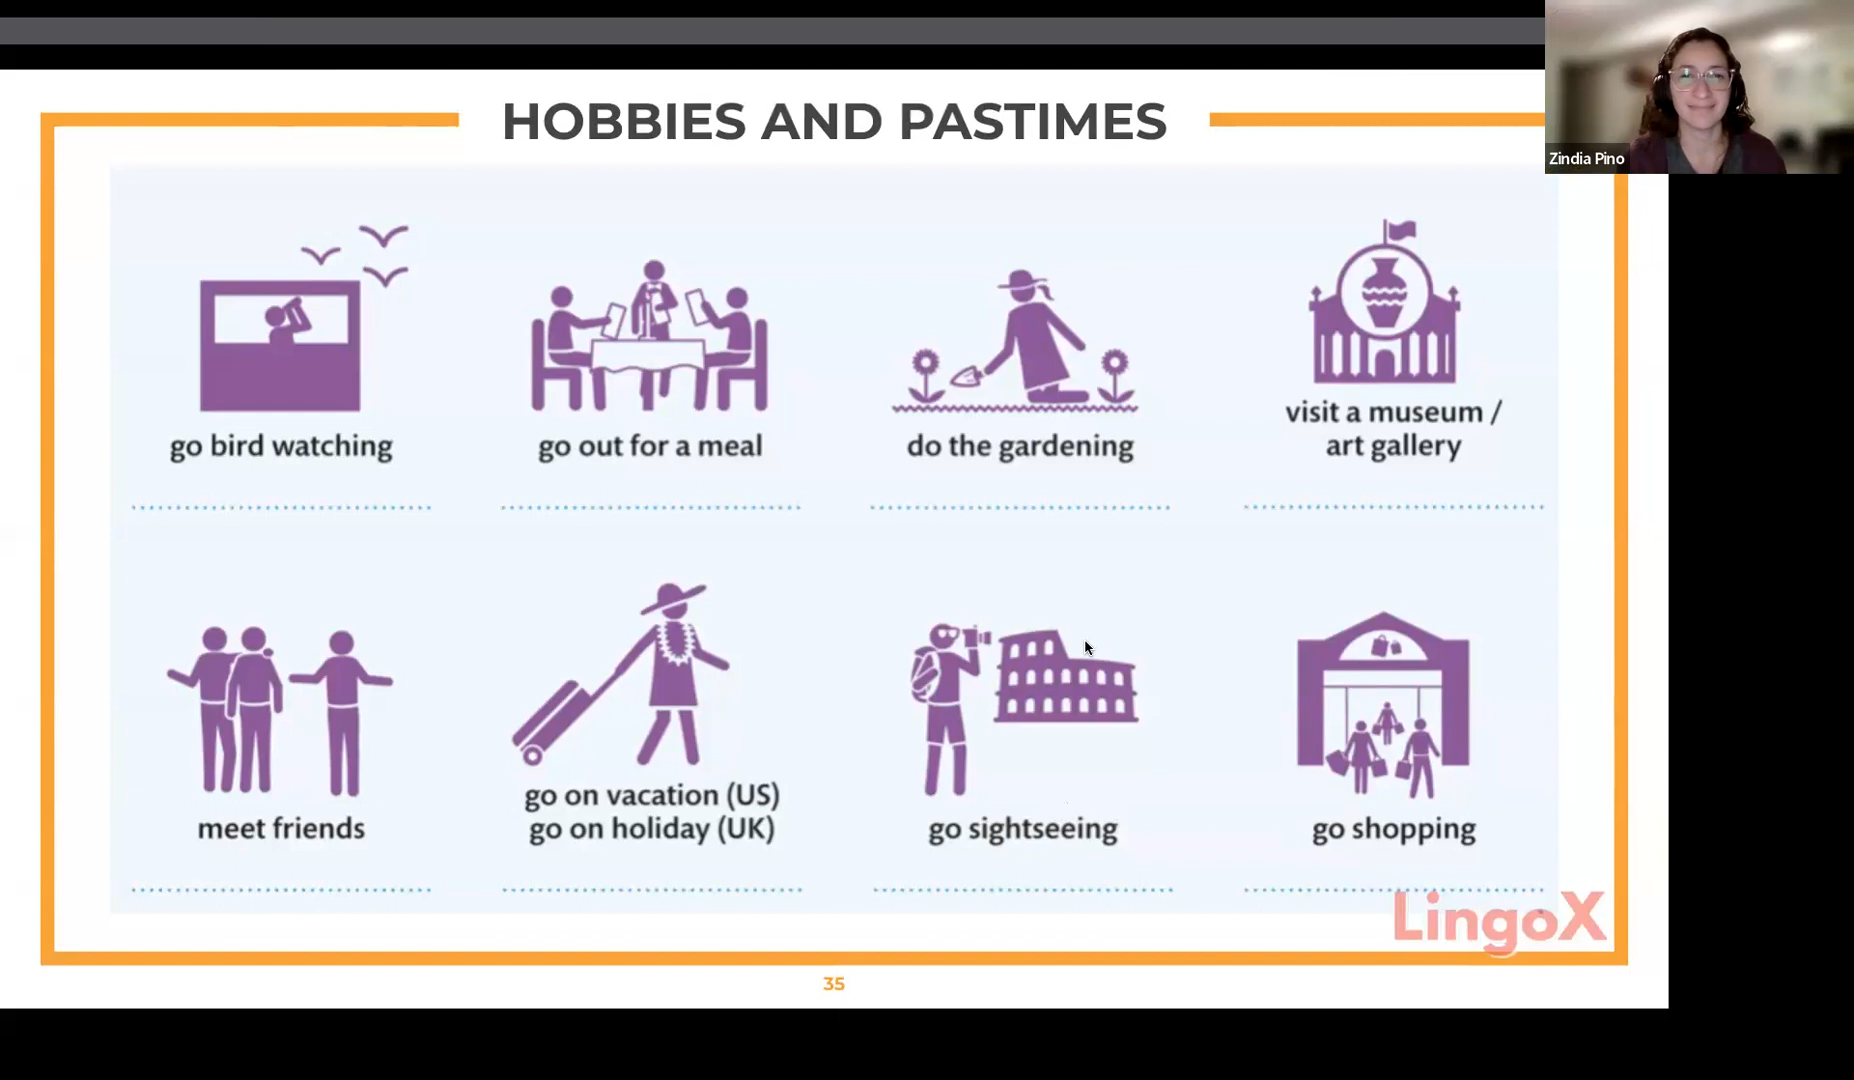 HOBBIES AND PASTIMES
Zindia Pino
go bird watching
go out for a meal
do the gardening
visit a museum /
art gallery
meet friends
go on vacation (US)
go on holiday (UK)
go sightseeing
go shopping
LingoX
35